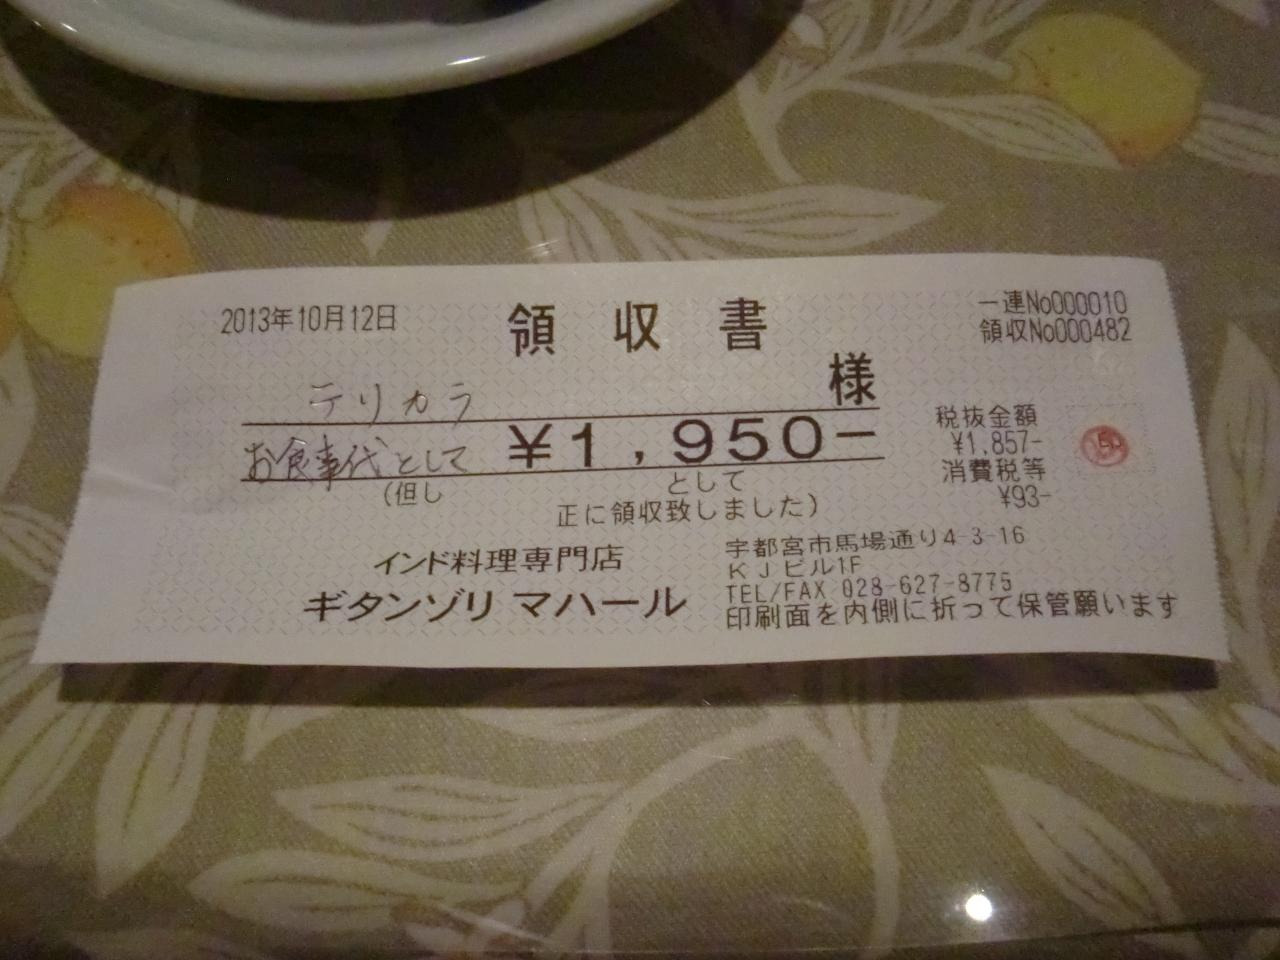 2013年10月12日
領収書
一連No000010
領収No000482
テリカラ 様
お食事代として ¥1,950-
税抜金額
¥1,857-
消費税等
¥93-
(但し として
正に領収致しました)
インド料理専門店
ギタンゾリ マハール
宇都宮市馬場通り4-3-16
KJビル1F
TEL/FAX 028-627-8775
印刷面を内側に折って保管願います